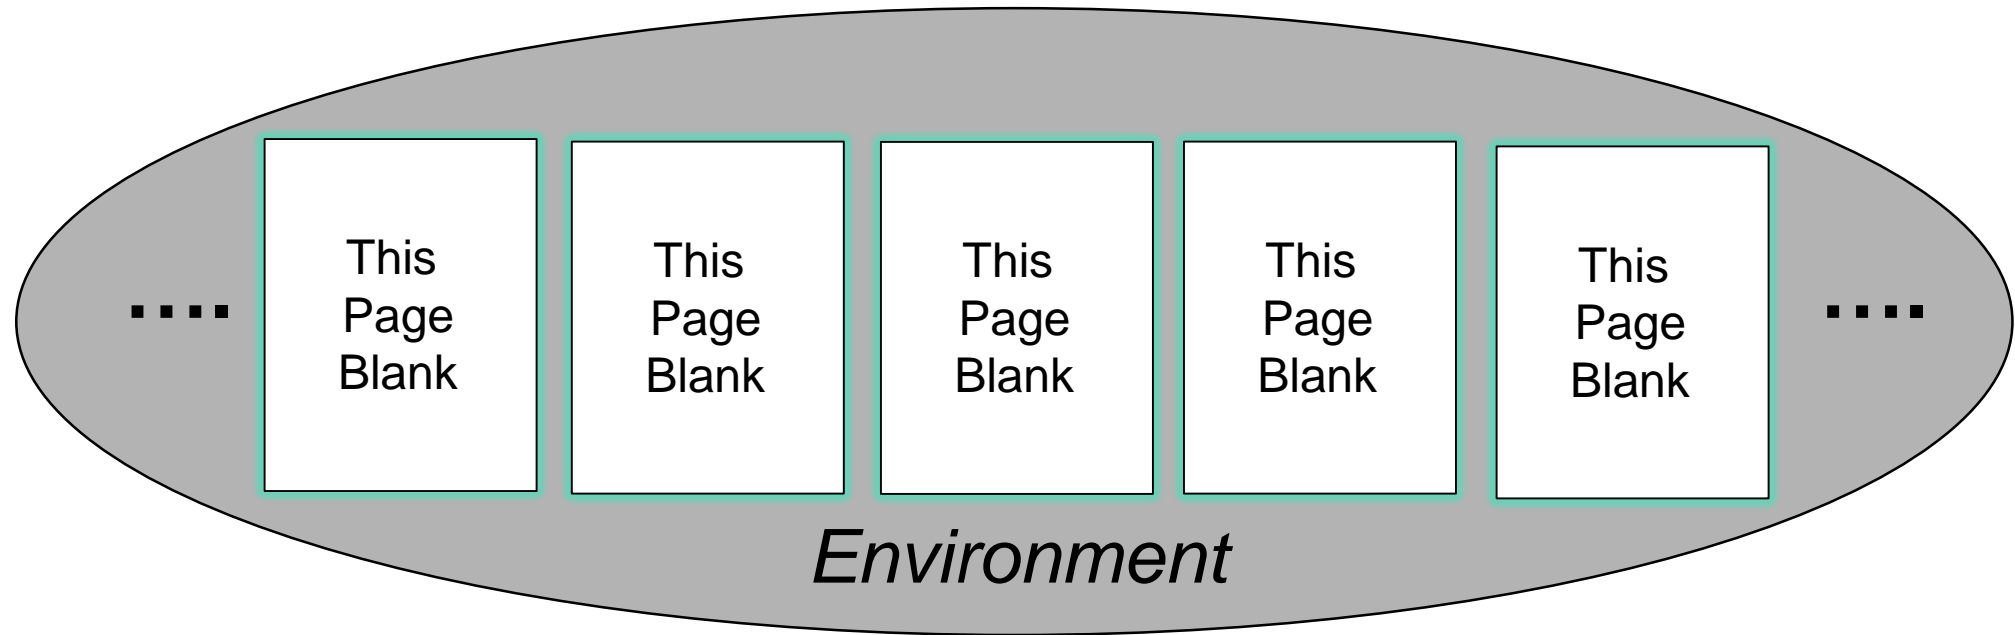 This
Page
Blank
This
Page
Blank
This
Page
Blank
This
Page
Blank
This
Page
Blank
....
....
Environment